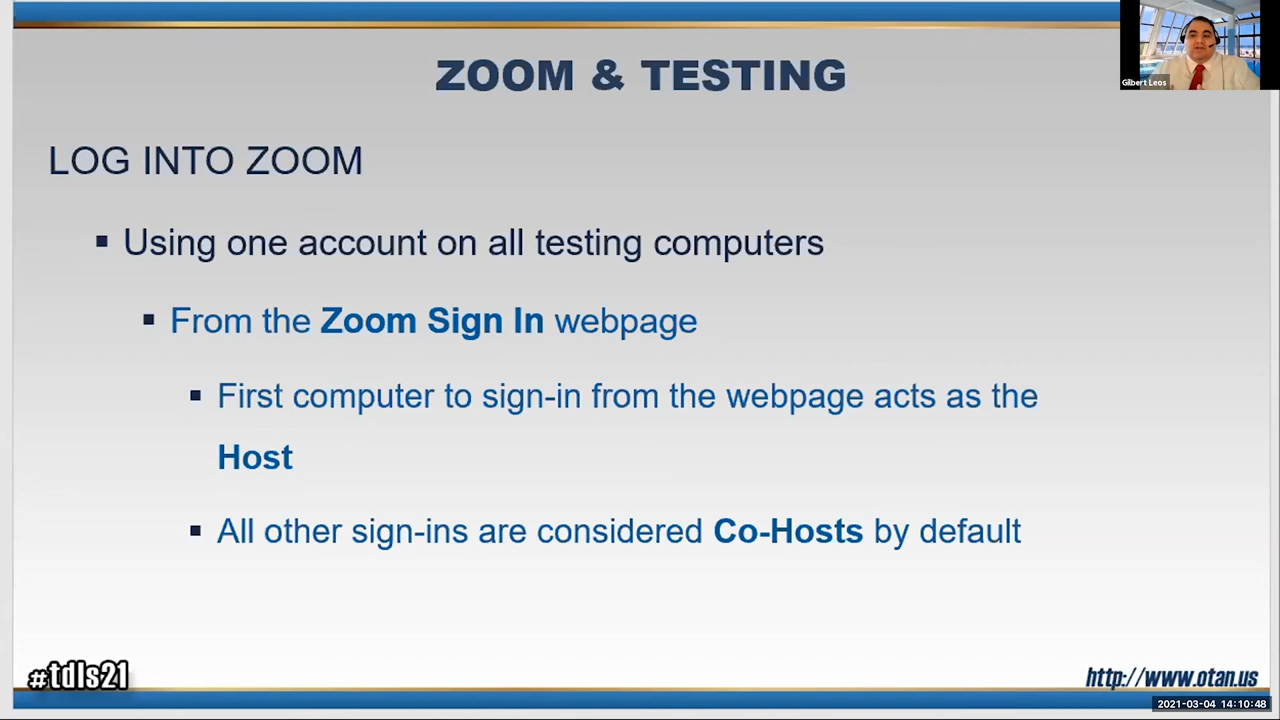 ZOOM & TESTING
Gilbert Leos
LOG INTO ZOOM
Using one account on all testing computers
From the Zoom Sign In webpage
First computer to sign-in from the webpage acts as the
Host
All other sign-ins are considered Co-Hosts by default
#tdls21
http://www.otan.us
2021-03-04 14:10:48